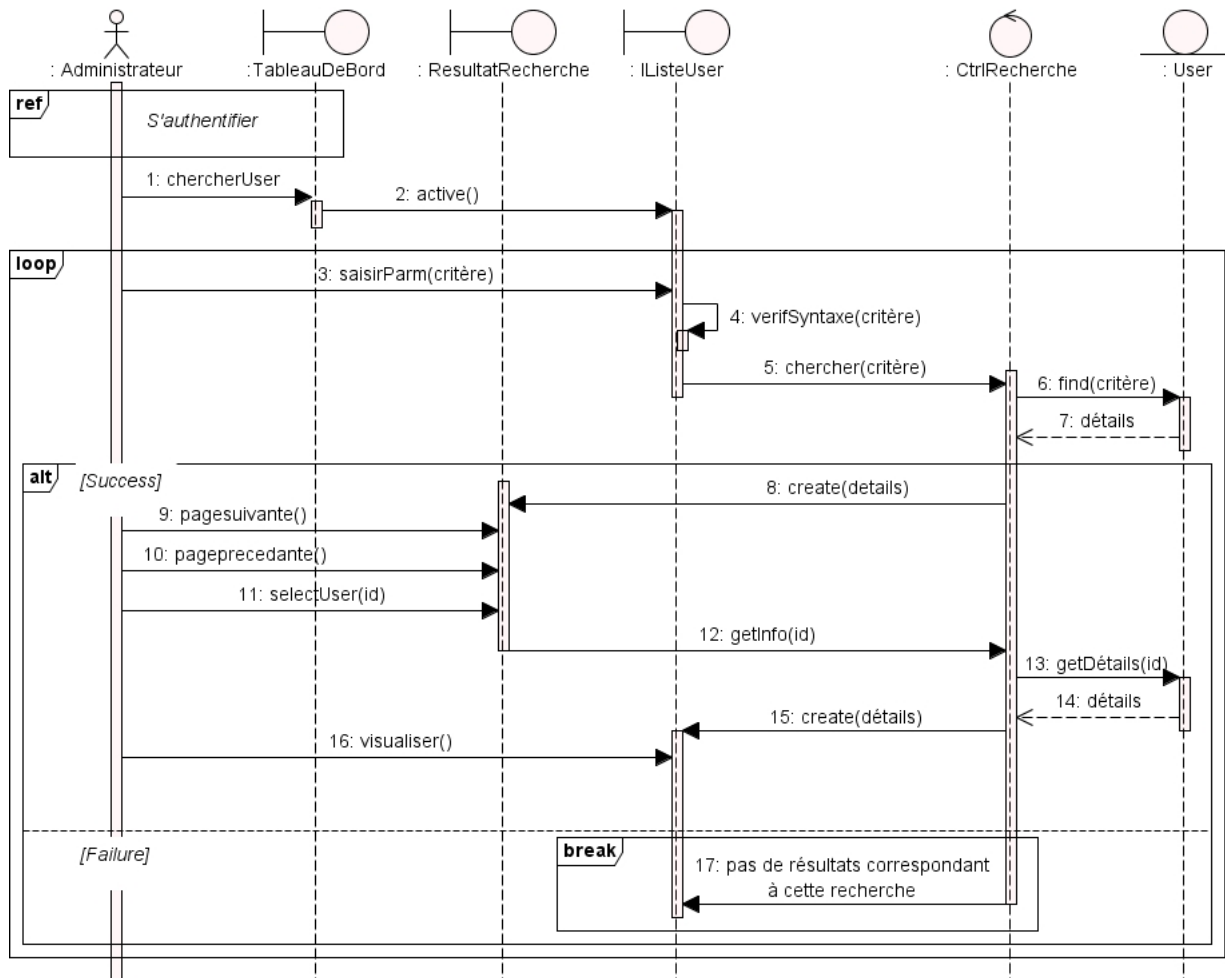 : Administrateur
:TableauDeBord
: ResultatRecherche
: IListeUser
: CtrlRecherche
: User
ref
S'authentifier
1: chercherUser
2: active()
loop
3: saisirParm(critère)
4: verifSyntaxe(critère)
5: chercher(critère)
6: find(critère)
7: détails
alt
[Success]
8: create(details)
9: pagesuivante()
10: pageprecedante()
11: selectUser(id)
12: getInfo(id)
13: getDétails(id)
14: détails
15: create(détails)
16: visualiser()
[Failure]
break
17: pas de résultats correspondant
à cette recherche